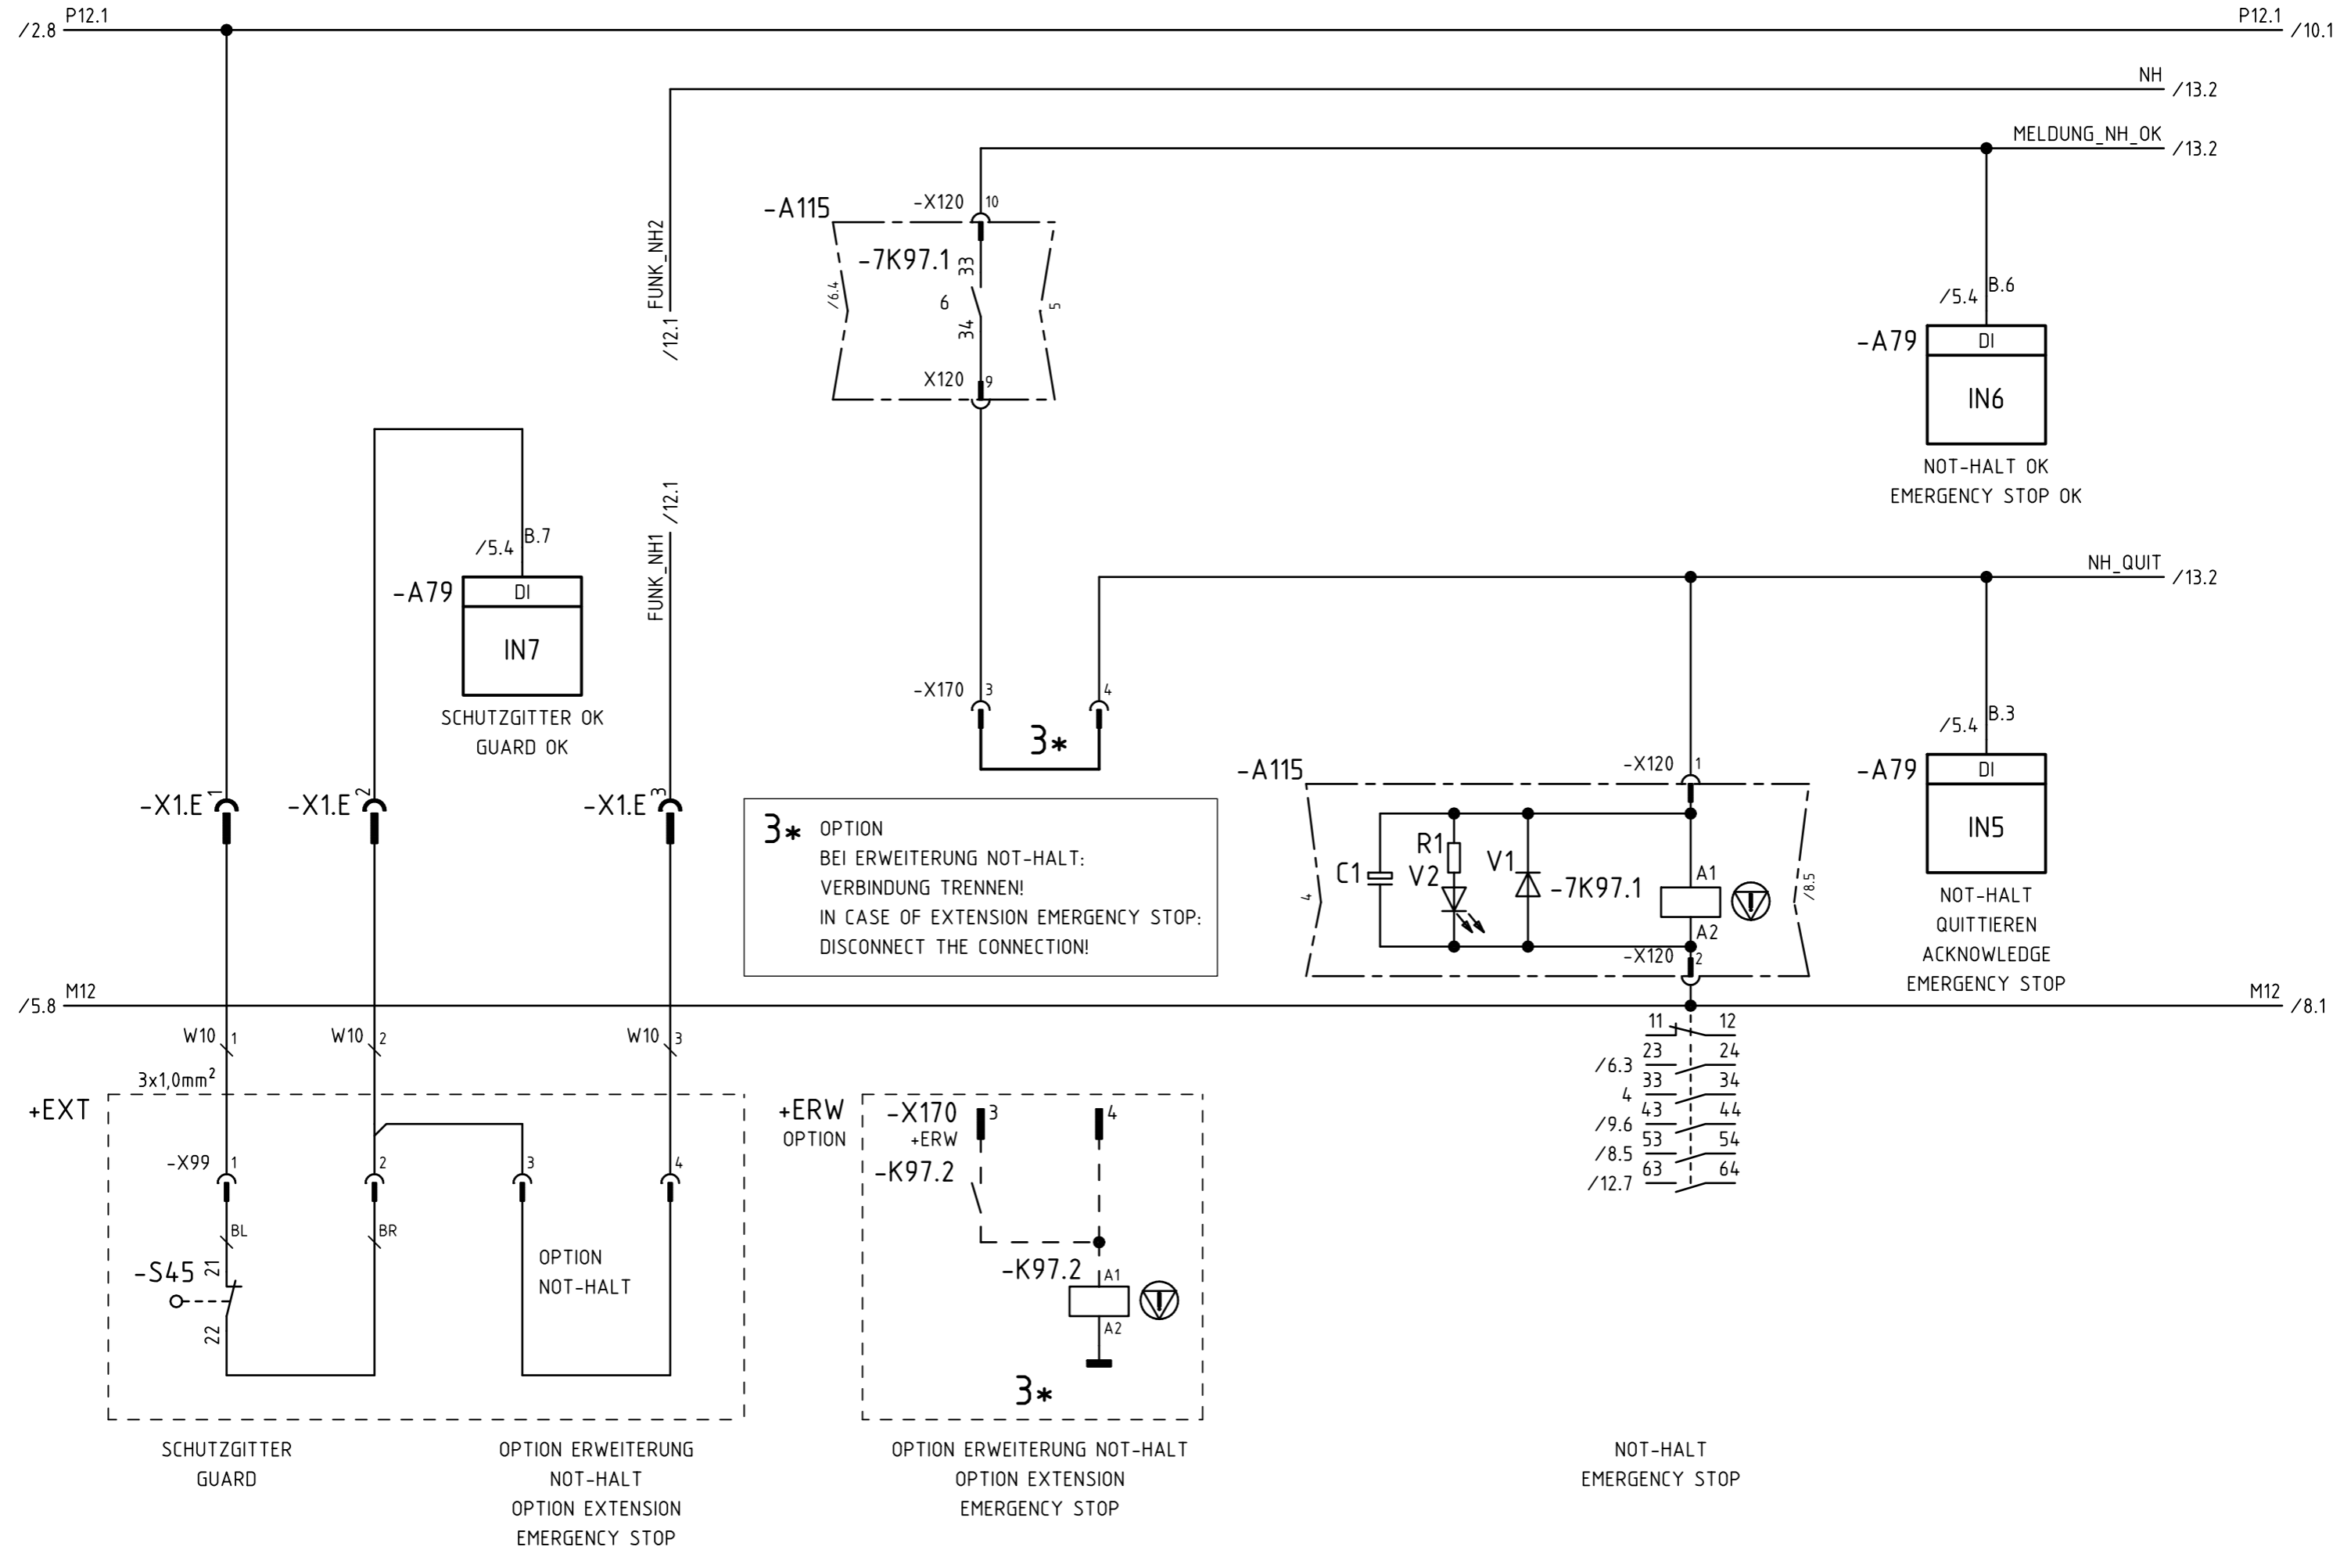 P12.1
/2.8
P12.1
/10.1
NH
/13.2
MELDUNG_NH_OK
/13.2
FUNK_NH2
/12.1
-A115
-X120
10
-7K97.1
33
6
34
/6.4
5
X120
9
/5.4
B.6
-A79
DI
IN6
NOT-HALT OK
EMERGENCY STOP OK
/5.4
B.7
-A79
DI
IN7
SCHUTZGITTER OK
GUARD OK
/12.1
FUNK_NH1
NH_QUIT
/13.2
-X170
3
4
3*
-X1.E
1
-X1.E
2
-X1.E
3
3* OPTION
BEI ERWEITERUNG NOT-HALT:
VERBINDUNG TRENNEN!
IN CASE OF EXTENSION EMERGENCY STOP:
DISCONNECT THE CONNECTION!
-A115
-X120
1
C1
R1
V2
V1
-7K97.1
A1
A2
4
/8.5
-X120
2
/5.4
B.3
-A79
DI
IN5
NOT-HALT
QUITTIEREN
ACKNOWLEDGE
EMERGENCY STOP
M12
/5.8
M12
/8.1
W10
1
W10
2
W10
3
3x1,0mm²
11 12
/6.3 23 24
4 33 34
/9.6 43 44
/8.5 53 54
/12.7 63 64
+EXT
-X99
1
2
3
4
BL
BR
-S45
21
22
OPTION
NOT-HALT
+ERW
OPTION
-X170
+ERW
3
4
-K97.2
-K97.2
A1
A2
3*
SCHUTZGITTER
GUARD
OPTION ERWEITERUNG
NOT-HALT
OPTION EXTENSION
EMERGENCY STOP
OPTION ERWEITERUNG NOT-HALT
OPTION EXTENSION
EMERGENCY STOP
NOT-HALT
EMERGENCY STOP